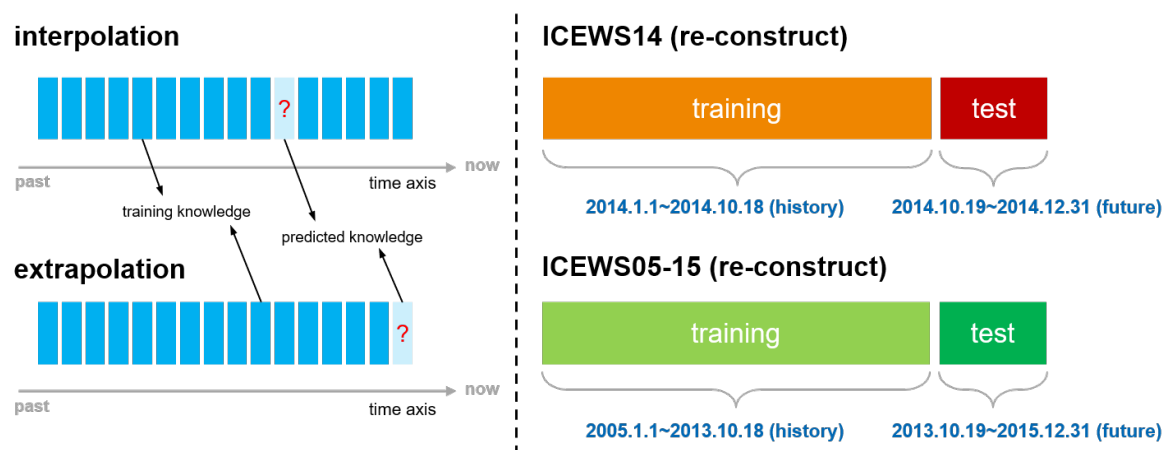 interpolation
?
now
past
time axis
training knowledge
predicted knowledge
extrapolation
?
now
past
time axis
ICEWS14 (re-construct)
training
test
2014.1.1~2014.10.18 (history)
2014.10.19~2014.12.31 (future)
ICEWS05-15 (re-construct)
training
test
2005.1.1~2013.10.18 (history)
2013.10.19~2015.12.31 (future)